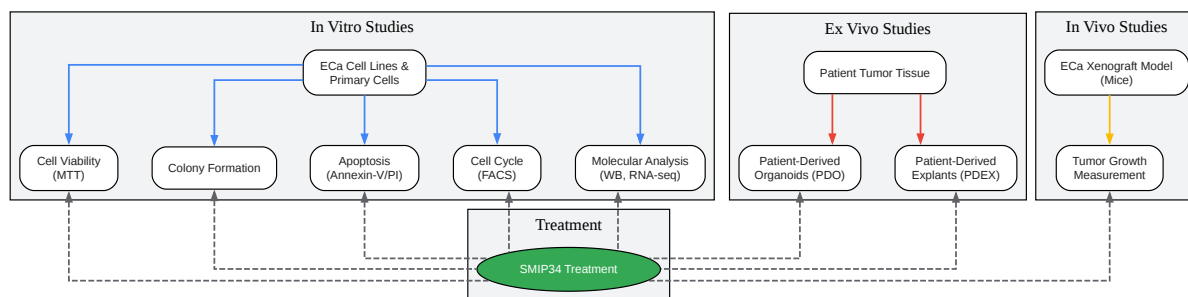 In Vitro Studies
ECa Cell Lines &
Primary Cells
Cell Viability
(MTT)
Colony Formation
Apoptosis
(Annexin-V/PI)
Cell Cycle
(FACS)
Molecular Analysis
(WB, RNA-seq)
Ex Vivo Studies
Patient Tumor Tissue
Patient-Derived
Organoids (PDO)
Patient-Derived
Explants (PDEX)
In Vivo Studies
ECa Xenograft Model
(Mice)
Tumor Growth
Measurement
Treatment
SMIP34 Treatment